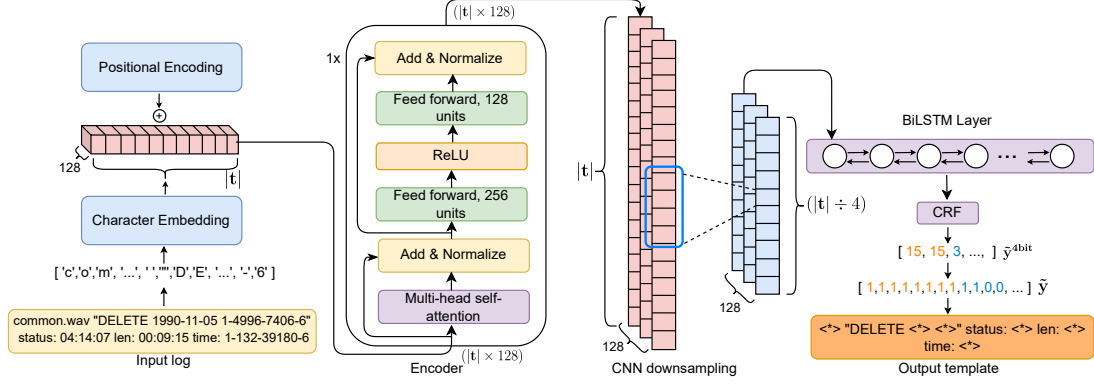 Positional Encoding
128
|t|
Character Embedding
[ 'c','o','m', '...', ' ','"','D','E', '...', '-','6' ]
common.wav "DELETE 1990-11-05 1-4996-7406-6"
status: 04:14:07 len: 00:09:15 time: 1-132-39180-6
Input log
(|t| × 128)
1x
Add & Normalize
Feed forward, 128
units
ReLU
Feed forward, 256
units
Add & Normalize
Multi-head self-
attention
(|t| × 128)
Encoder
|t|
128
128
(|t| ÷ 4)
CNN downsampling
BiLSTM Layer
...
CRF
[ 15, 15, 3, ..., ] ỹ^4bit
[ 1,1,1,1,1,1,1,1,1,1,0,0, ... ] ỹ
<*> "DELETE <*> <*>" status: <*> len: <*>
time: <*>
Output template